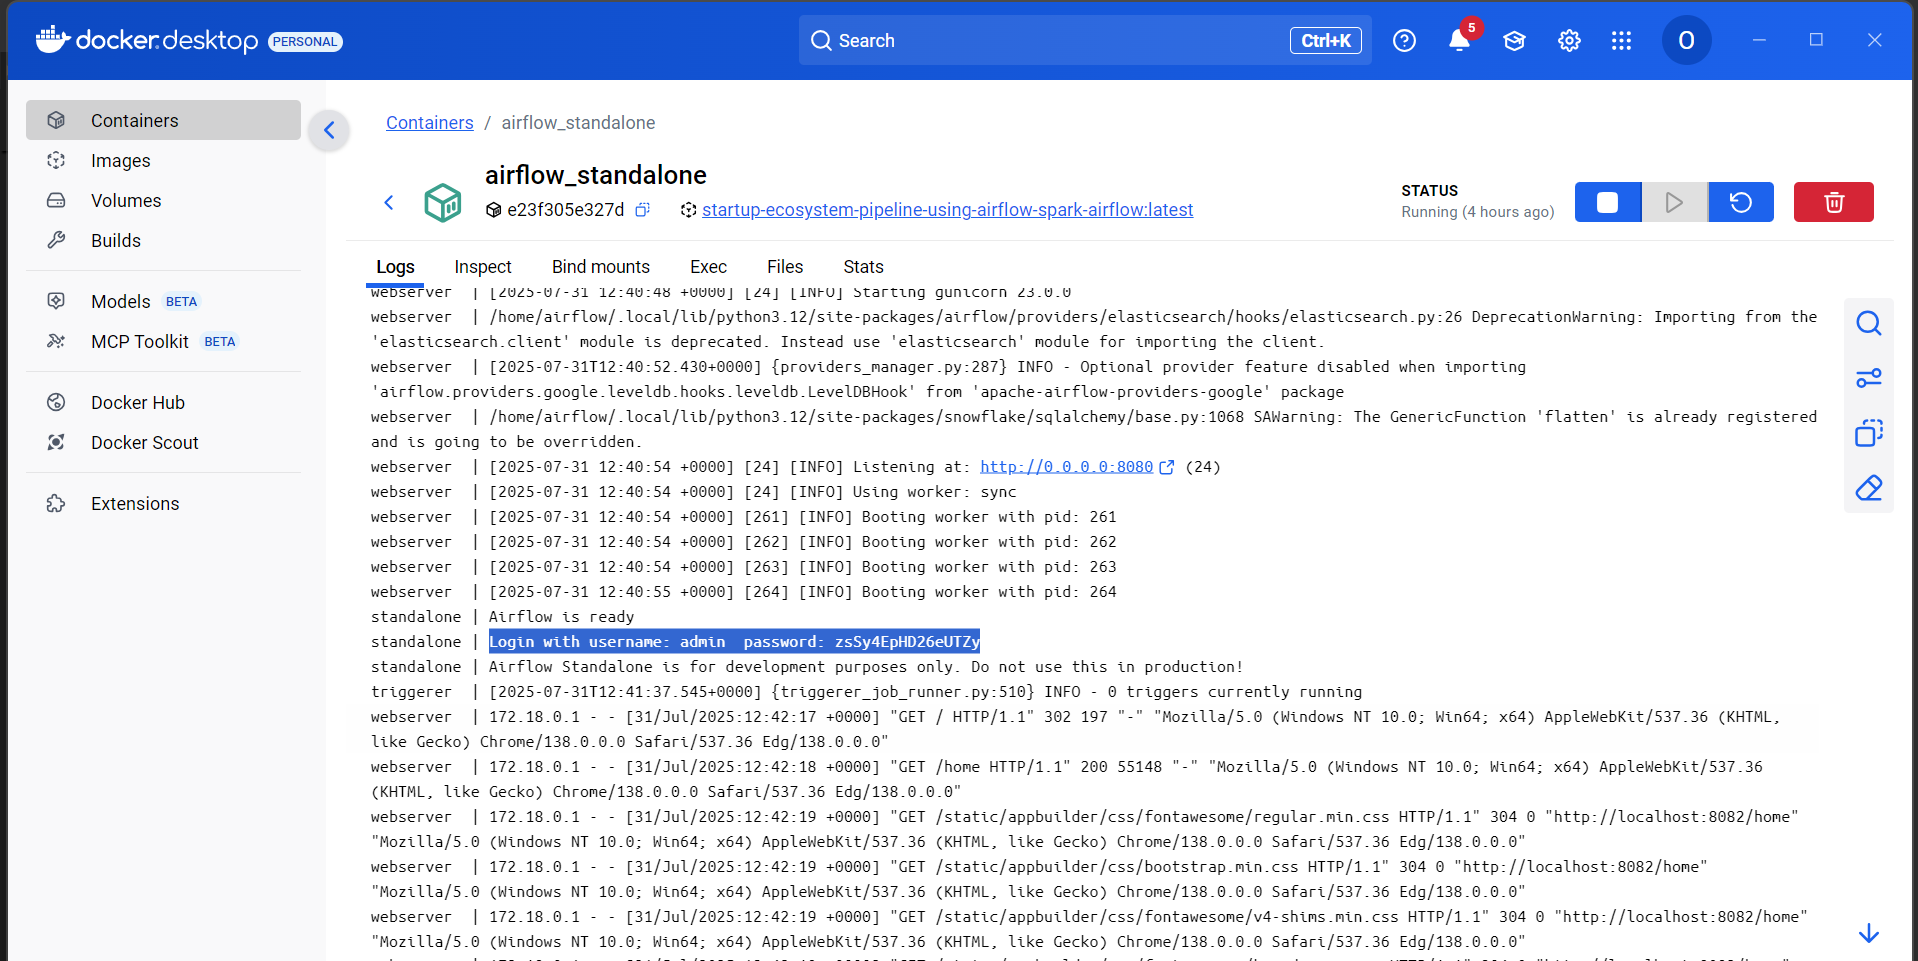 docker.desktop PERSONAL
Search
Ctrl+K
5
O
Containers
Images
Volumes
Builds
Models BETA
MCP Toolkit BETA
Docker Hub
Docker Scout
Extensions
Containers / airflow_standalone
airflow_standalone
e23f305e327d
startup-ecosystem-pipeline-using-airflow-spark-airflow:latest
STATUS
Running (4 hours ago)
Logs Inspect Bind mounts Exec Files Stats
webserver | [2025-07-31 12:40:48 +0000] [24] [INFO] Starting gunicorn 23.0.0
webserver | /home/airflow/.local/lib/python3.12/site-packages/airflow/providers/elasticsearch/hooks/elasticsearch.py:26 DeprecationWarning: Importing from the
'elasticsearch.client' module is deprecated. Instead use 'elasticsearch' module for importing the client.
webserver | [2025-07-31T12:40:52.430+0000] {providers_manager.py:287} INFO - Optional provider feature disabled when importing
'airflow.providers.google.leveldb.hooks.leveldb.LevelDBHook' from 'apache-airflow-providers-google' package
webserver | /home/airflow/.local/lib/python3.12/site-packages/snowflake/sqlalchemy/base.py:1068 SAWarning: The GenericFunction 'flatten' is already registered
and is going to be overridden.
webserver | [2025-07-31 12:40:54 +0000] [24] [INFO] Listening at: http://0.0.0.0:8080 (24)
webserver | [2025-07-31 12:40:54 +0000] [24] [INFO] Using worker: sync
webserver | [2025-07-31 12:40:54 +0000] [261] [INFO] Booting worker with pid: 261
webserver | [2025-07-31 12:40:54 +0000] [262] [INFO] Booting worker with pid: 262
webserver | [2025-07-31 12:40:54 +0000] [263] [INFO] Booting worker with pid: 263
webserver | [2025-07-31 12:40:55 +0000] [264] [INFO] Booting worker with pid: 264
standalone | Airflow is ready
standalone | Login with username: admin  password: zsSy4EpHD26eUTZy
standalone | Airflow Standalone is for development purposes only. Do not use this in production!
triggerer | [2025-07-31T12:41:37.545+0000] {triggerer_job_runner.py:510} INFO - 0 triggers currently running
webserver | 172.18.0.1 - - [31/Jul/2025:12:42:17 +0000] "GET / HTTP/1.1" 302 197 "-" "Mozilla/5.0 (Windows NT 10.0; Win64; x64) AppleWebKit/537.36 (KHTML,
like Gecko) Chrome/138.0.0.0 Safari/537.36 Edg/138.0.0.0"
webserver | 172.18.0.1 - - [31/Jul/2025:12:42:18 +0000] "GET /home HTTP/1.1" 200 55148 "-" "Mozilla/5.0 (Windows NT 10.0; Win64; x64) AppleWebKit/537.36
(KHTML, like Gecko) Chrome/138.0.0.0 Safari/537.36 Edg/138.0.0.0"
webserver | 172.18.0.1 - - [31/Jul/2025:12:42:19 +0000] "GET /static/appbuilder/css/fontawesome/regular.min.css HTTP/1.1" 304 0 "http://localhost:8082/home"
"Mozilla/5.0 (Windows NT 10.0; Win64; x64) AppleWebKit/537.36 (KHTML, like Gecko) Chrome/138.0.0.0 Safari/537.36 Edg/138.0.0.0"
webserver | 172.18.0.1 - - [31/Jul/2025:12:42:19 +0000] "GET /static/appbuilder/css/bootstrap.min.css HTTP/1.1" 304 0 "http://localhost:8082/home"
"Mozilla/5.0 (Windows NT 10.0; Win64; x64) AppleWebKit/537.36 (KHTML, like Gecko) Chrome/138.0.0.0 Safari/537.36 Edg/138.0.0.0"
webserver | 172.18.0.1 - - [31/Jul/2025:12:42:19 +0000] "GET /static/appbuilder/css/fontawesome/v4-shims.min.css HTTP/1.1" 304 0 "http://localhost:8082/home"
"Mozilla/5.0 (Windows NT 10.0; Win64; x64) AppleWebKit/537.36 (KHTML, like Gecko) Chrome/138.0.0.0 Safari/537.36 Edg/138.0.0.0"